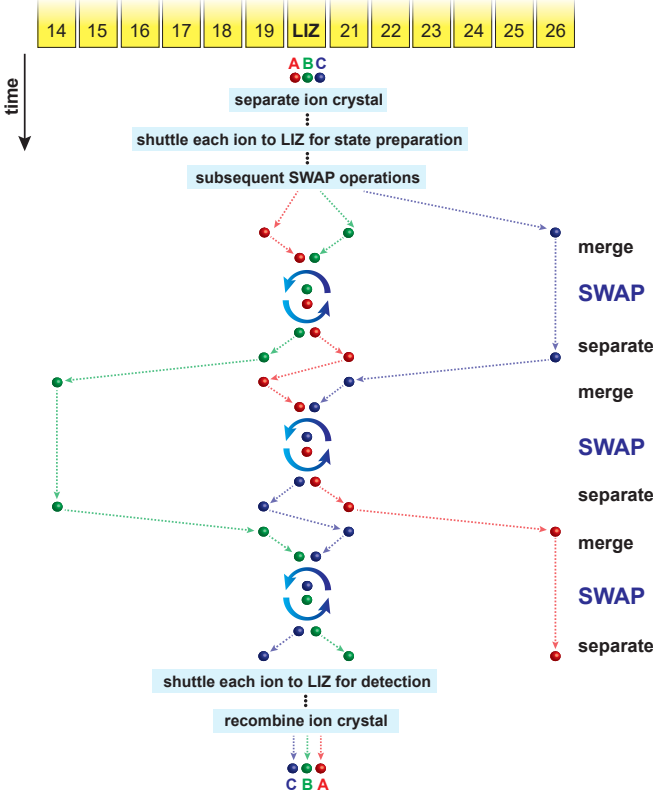 14 15 16 17 18 19 LIZ 21 22 23 24 25 26
time
A B C
separate ion crystal
shuttle each ion to LIZ for state preparation
subsequent SWAP operations
merge
SWAP
separate
merge
SWAP
separate
merge
SWAP
separate
shuttle each ion to LIZ for detection
recombine ion crystal
C B A